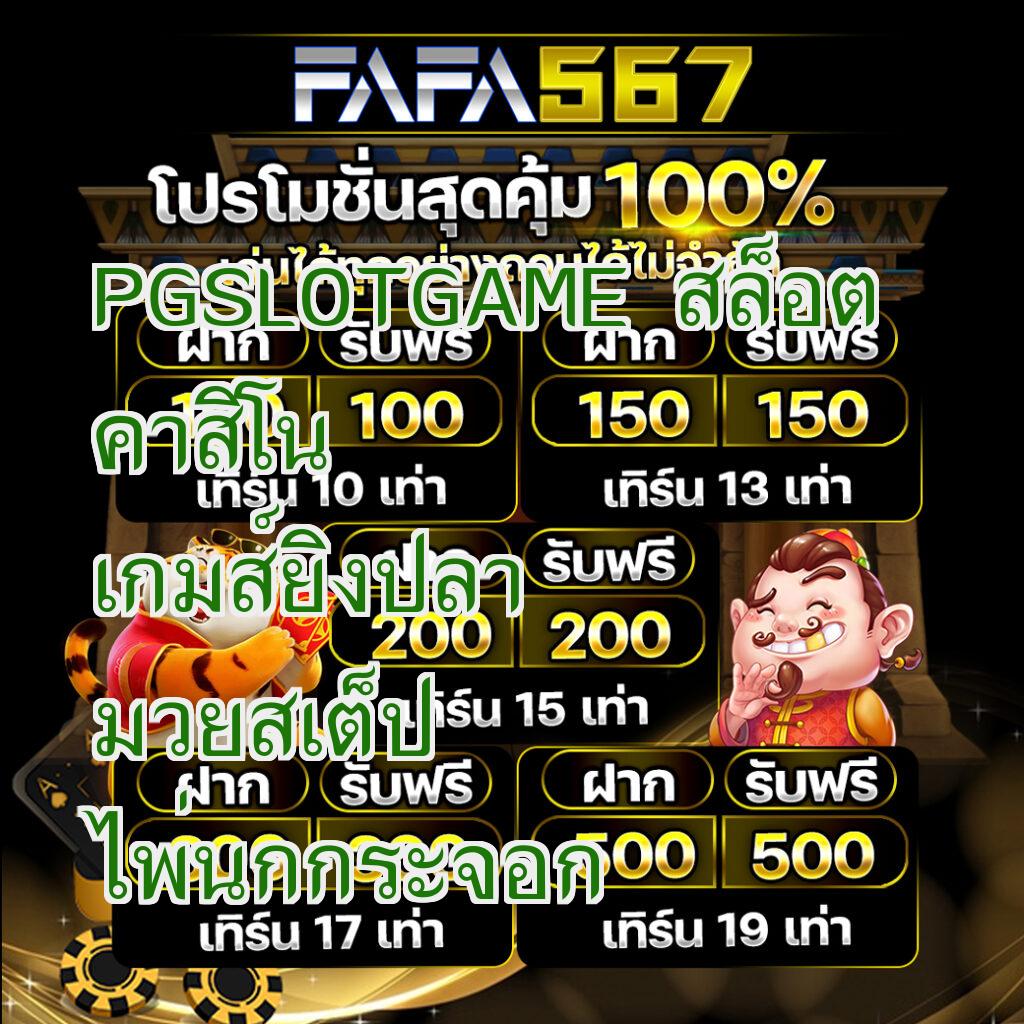 FAFA567
โปรโมชั่นสุดคุ้ม 100%
PGSLOTGAME สล็อต
ฝาก รับฟรี ฝาก รับฟรี
100 150 150
คาสิโน
เทิร์น 10 เท่า เทิร์น 13 เท่า
ฝาก รับฟรี
เกมส์ยิงปลา
200 200
เทิร์น 15 เท่า
มวยสเต็ป
ฝาก รับฟรี ฝาก รับฟรี
500 500
ไพ่นกกระจอก
เทิร์น 17 เท่า เทิร์น 19 เท่า